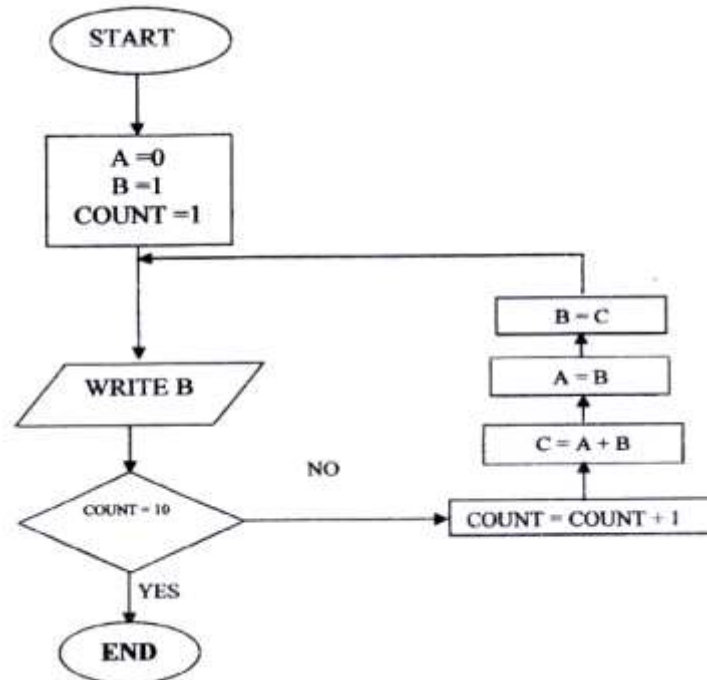 START
A =0
B =1
COUNT =1
WRITE B
COUNT = 10
NO
YES
END
COUNT = COUNT + 1
C = A + B
A = B
B = C